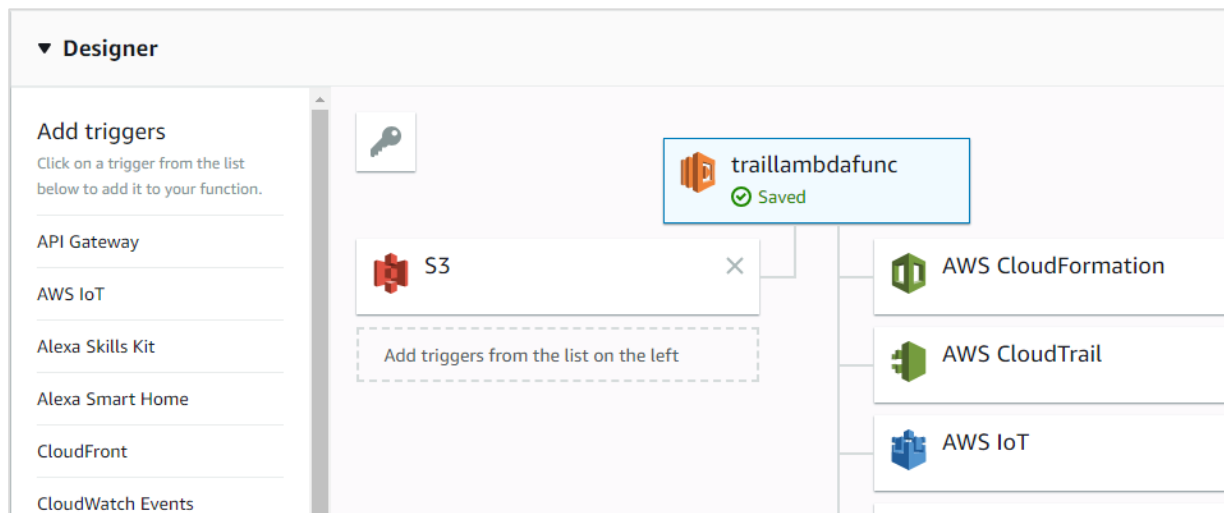 Designer
Add triggers
Click on a trigger from the list
below to add it to your function.
API Gateway
AWS IoT
Alexa Skills Kit
Alexa Smart Home
CloudFront
CloudWatch Events
traillambdafunc
Saved
S3
Add triggers from the list on the left
AWS CloudFormation
AWS CloudTrail
AWS IoT